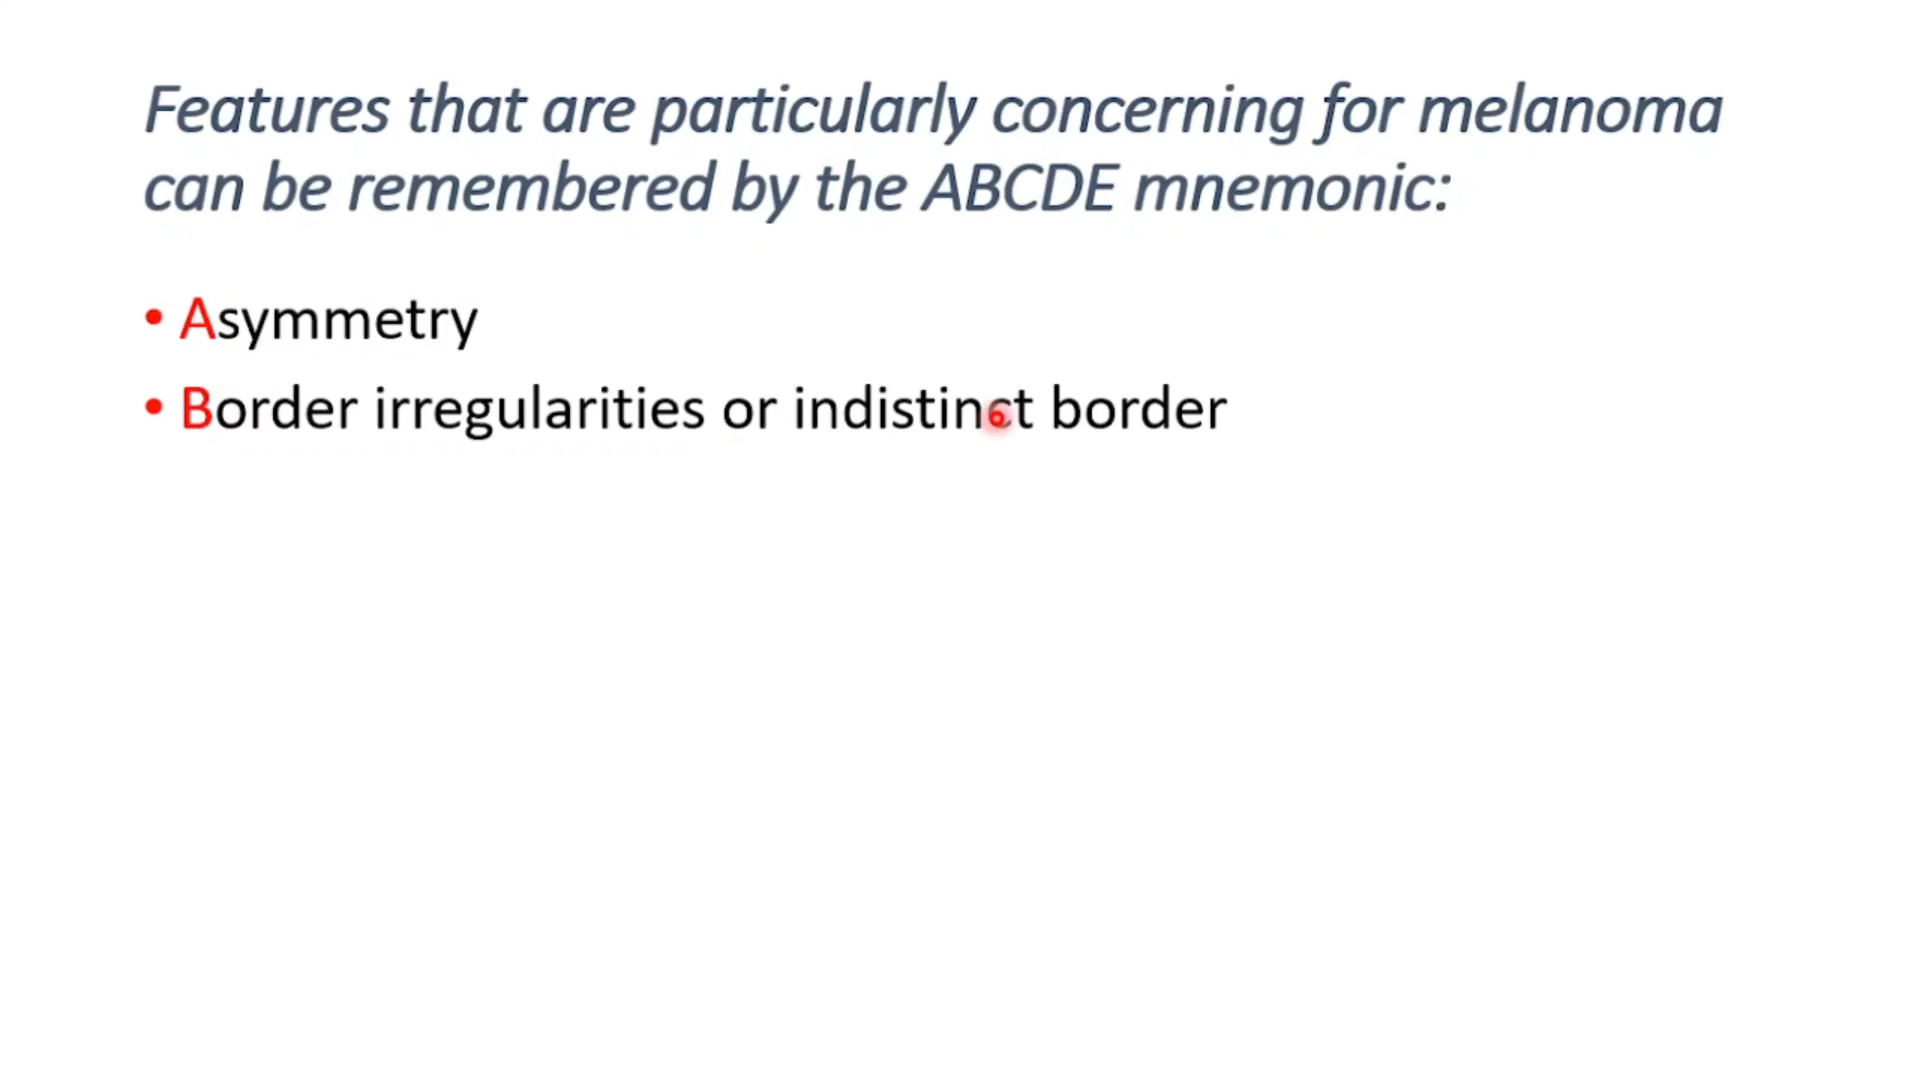 Features that are particularly concerning for melanoma
can be remembered by the ABCDE mnemonic:
• Asymmetry
• Border irregularities or indistinct border